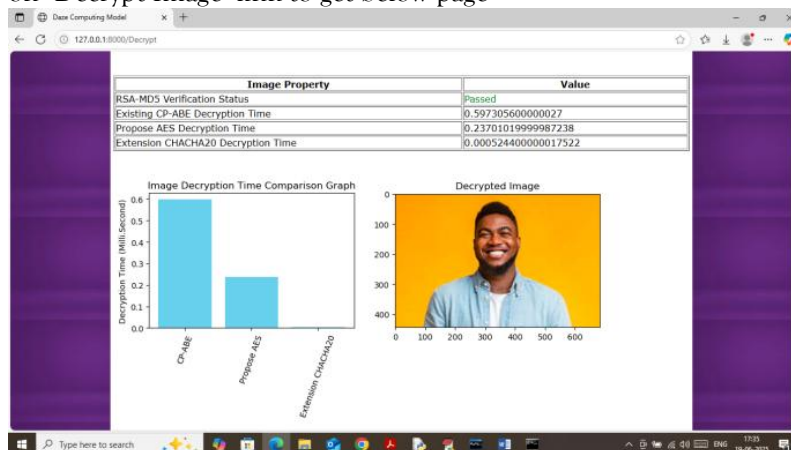 on 'Decrypt Image' link to get below page
Daze Computing Model
127.0.0.1:8000/Decrypt
Image Property Value
RSA-MD5 Verification Status Passed
Existing CP-ABE Decryption Time 0.597305600000027
Propose AES Decryption Time 0.23701019999987238
Extension CHACHA20 Decryption Time 0.000524400000017522
Image Decryption Time Comparison Graph
Decryption Time (Milli.Second)
0.6
0.5
0.4
0.3
0.2
0.1
0.0
CP-ABE
Propose AES
Extension CHACHA20
Decrypted Image
0
100
200
300
400
0 100 200 300 400 500 600
Type here to search
ENG
17:35
19-06-2025